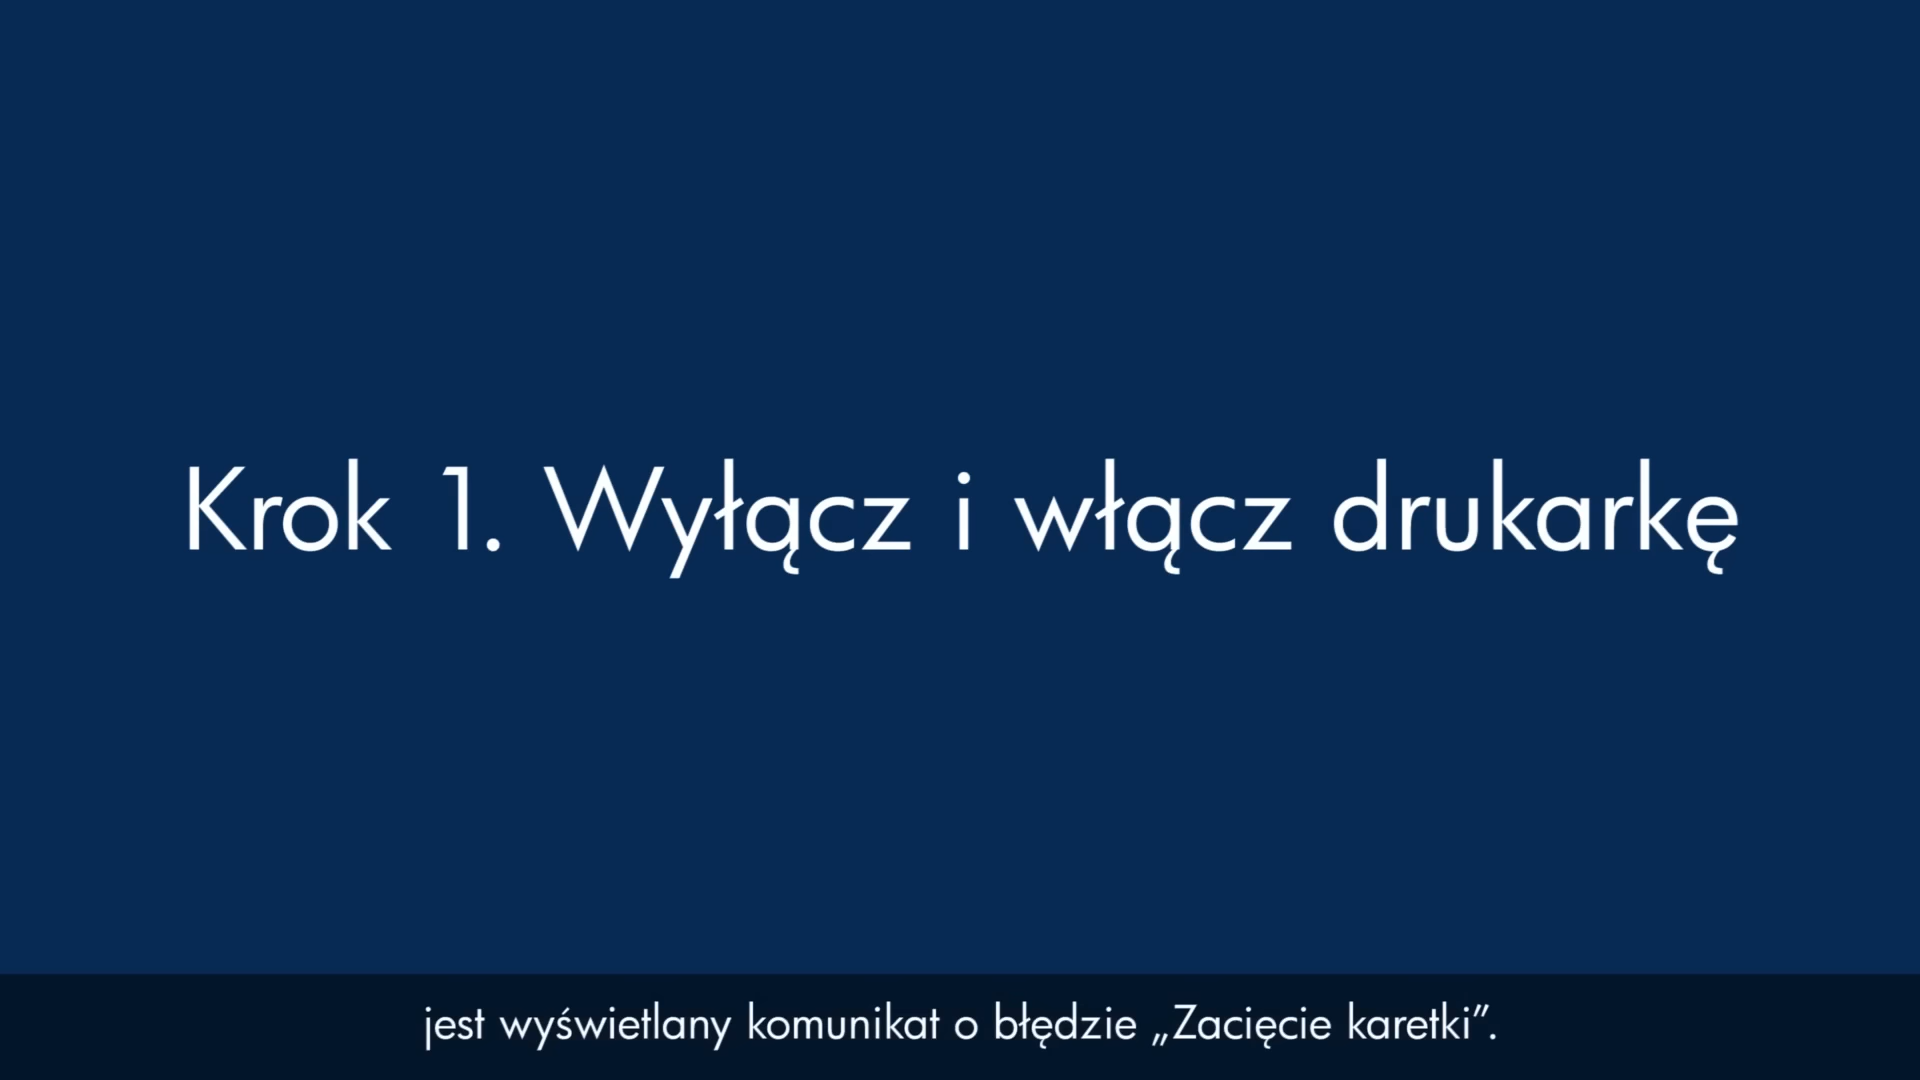 Krok 1. Wyłącz i włącz drukarkę
jest wyświetlany komunikat o błędzie „Zacięcie karetki”.